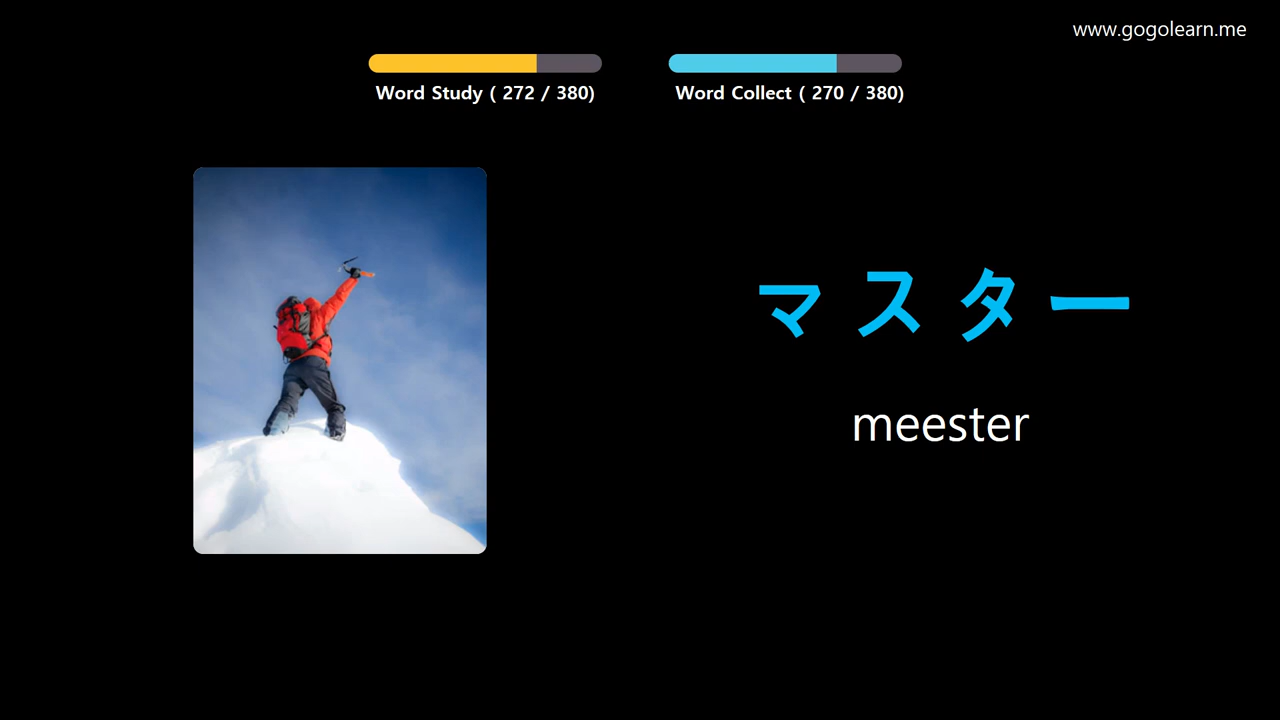 www.gogolearn.me
Word Study ( 272 / 380)
Word Collect ( 270 / 380)
マスター
meester